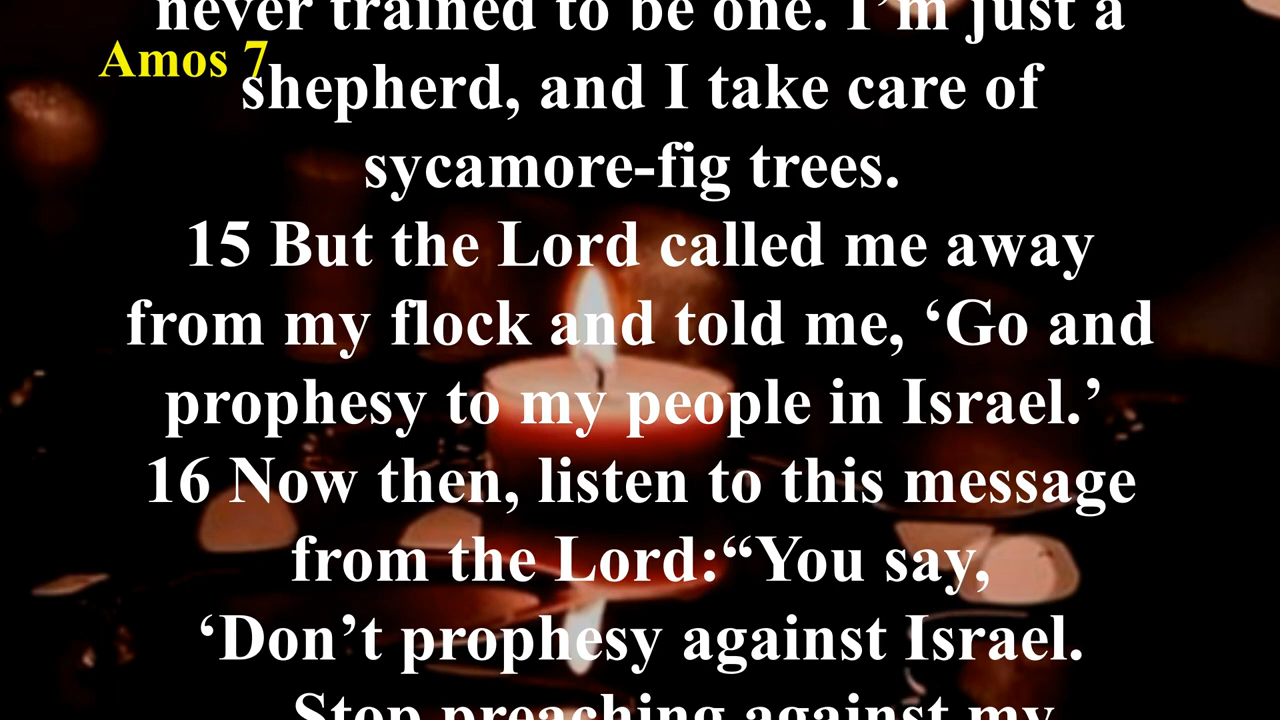 never trained to be one. I'm just a
Amos 7
shepherd, and I take care of
sycamore-fig trees.
15 But the Lord called me away
from my flock and told me, ‘Go and
prophesy to my people in Israel.’
16 Now then, listen to this message
from the Lord:“You say,
‘Don’t prophesy against Israel.
Stop preaching against my